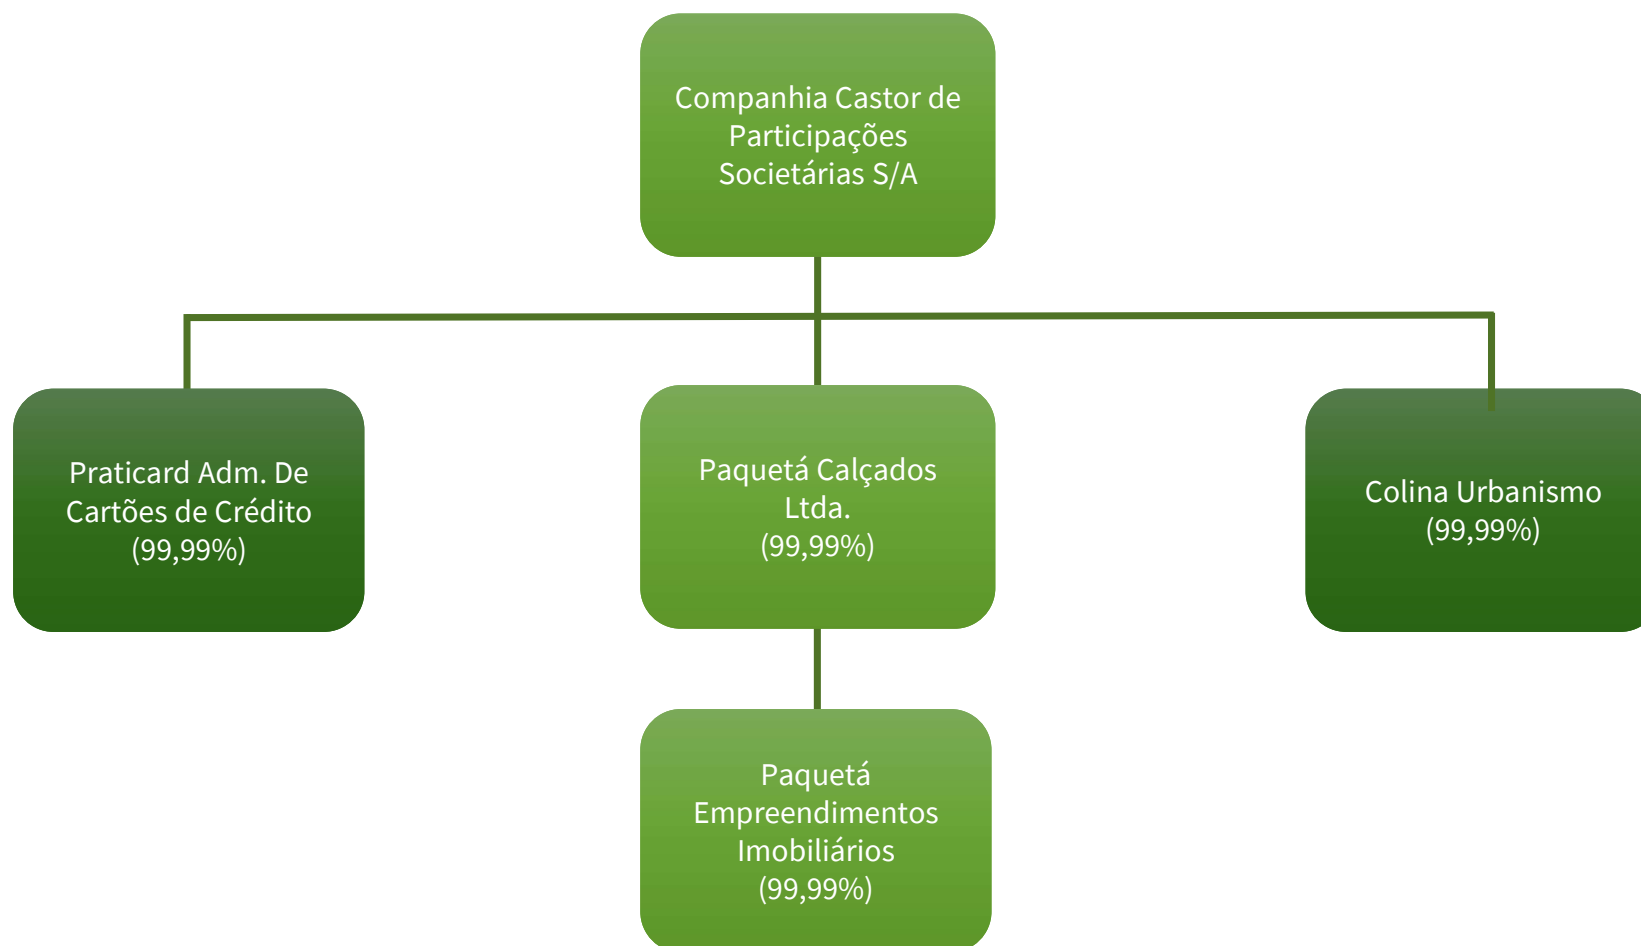 Companhia Castor de
Participações
Societárias S/A
Praticard Adm. De
Cartões de Crédito
(99,99%)
Paquetá Calçados
Ltda.
(99,99%)
Colina Urbanismo
(99,99%)
Paquetá
Empreendimentos
Imobiliários
(99,99%)